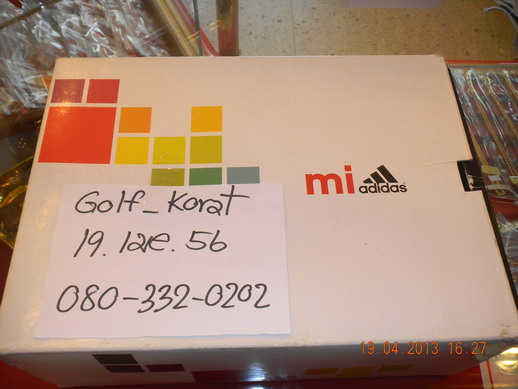 mi adidas
Golf_Korat
19. เมย. 56
080-332-0202
19.04.2013 16:27